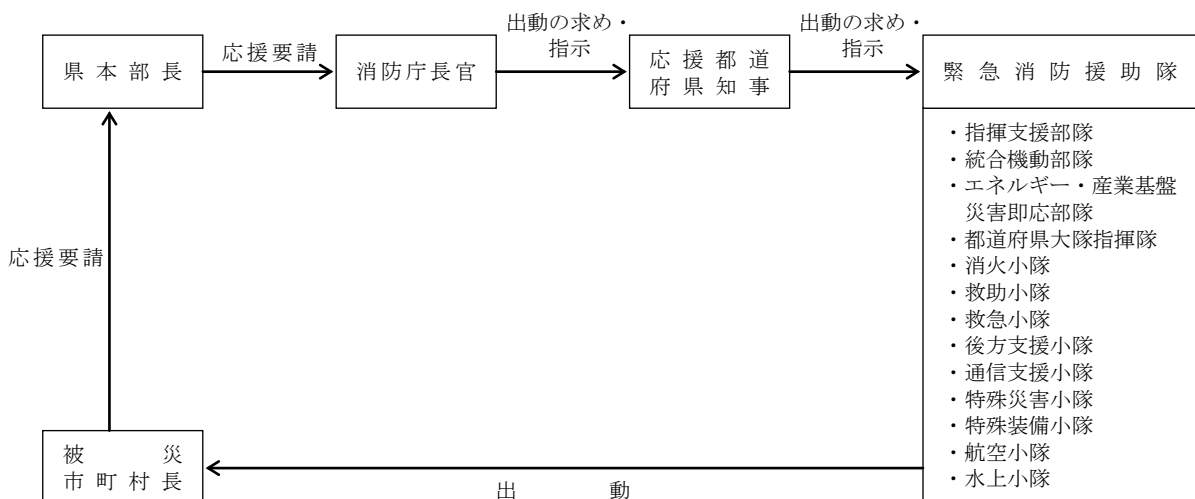 出動の求め・
指示
出動の求め・
指示
応援要請
県本部長
消防庁長官
応援都道
府県知事
緊急消防援助隊
・指揮支援部隊
・統合機動部隊
・エネルギー・産業基盤
災害即応部隊
・都道府県大隊指揮隊
・消火小隊
・救助小隊
・救急小隊
・後方支援小隊
・通信支援小隊
・特殊災害小隊
・特殊装備小隊
・航空小隊
・水上小隊
応援要請
被災
市町村長
出動